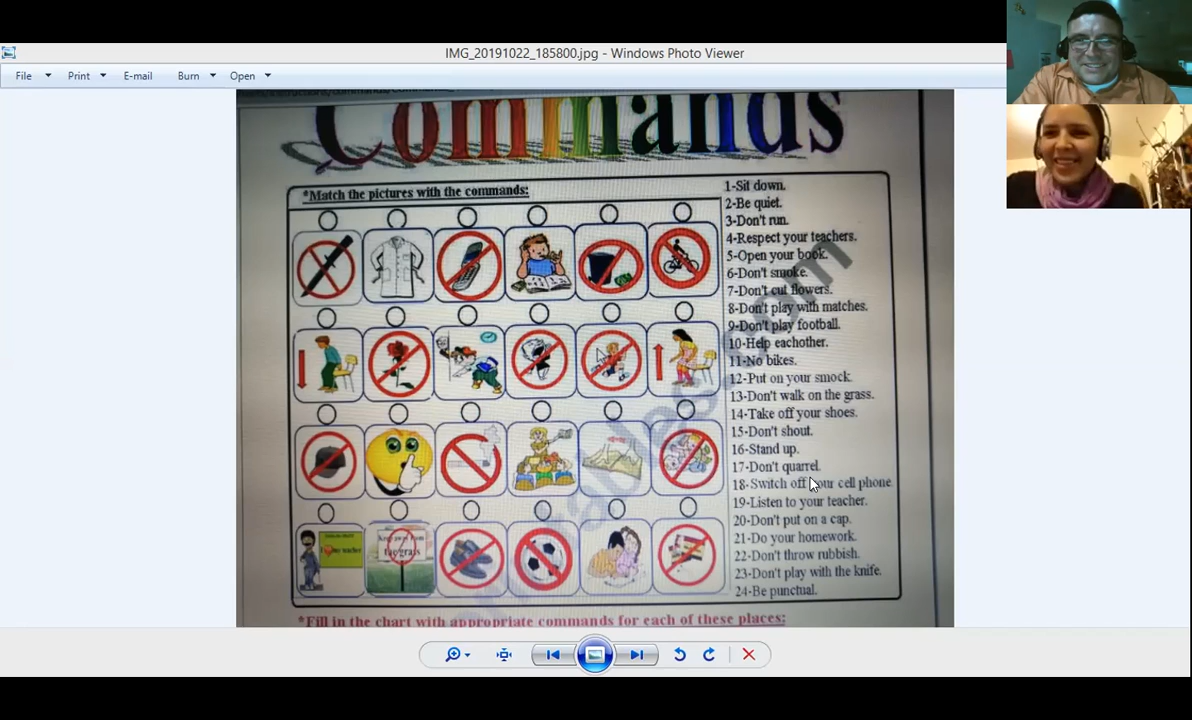 IMG_20191022_185800.jpg - Windows Photo Viewer
File Print E-mail Burn Open
Commands
*Match the pictures with the commands:
1-Sit down.
2-Be quiet.
3-Don't run.
4-Respect your teachers.
5-Open your book.
6-Don't smoke.
7-Don't cut flowers.
8-Don't play with matches.
9-Don't play football.
10-Help eachother.
11-No bikes.
12-Put on your smock.
13-Don't walk on the grass.
14-Take off your shoes.
15-Don't shout.
16-Stand up.
17-Don't quarrel.
18-Switch off your cell phone
19-Listen to your teacher.
20-Don't put on a cap.
21-Do your homework.
22-Don't throw rubbish.
23-Don't play with the knife.
24-Be punctual.
teacher
Keep away from
the grass
*Fill in the chart with appropriate commands for each of these places: